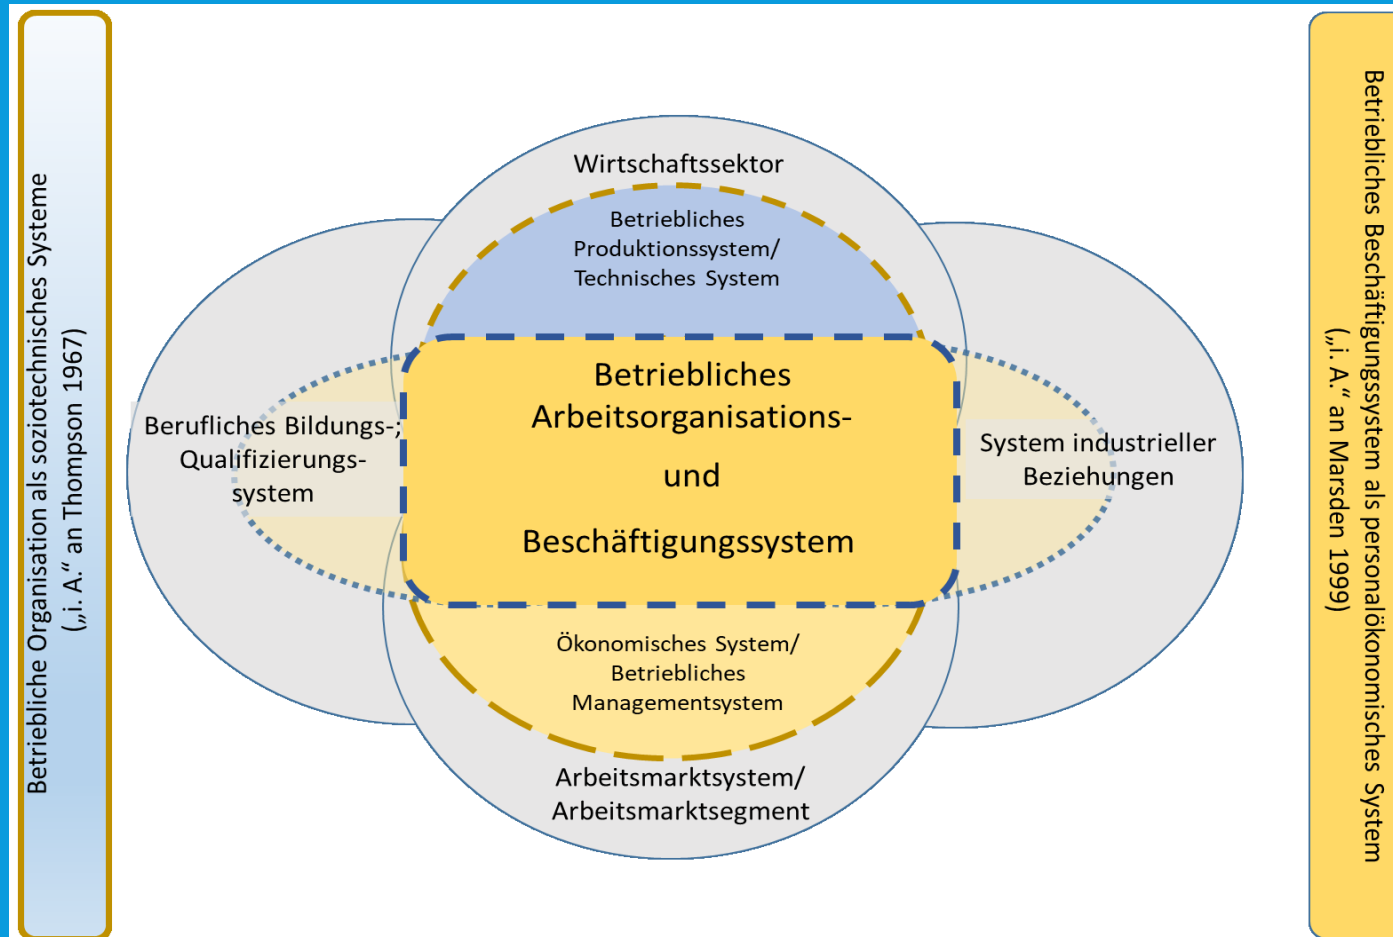 Betriebliche Organisation als soziotechnisches Systeme
(„i. A.“ an Thompson 1967)
Wirtschaftssektor
Betriebliches
Produktionssystem/
Technisches System
Betriebliches
Arbeitsorganisations-
und
Beschäftigungssystem
Berufliches Bildungs-;
Qualifizierungs-
system
System industrieller
Beziehungen
Ökonomisches System/
Betriebliches
Managementsystem
Arbeitsmarktsystem/
Arbeitsmarktsegment
Betriebliches Beschäftigungssystem als personalökonomisches System
(„i. A.“ an Marsden 1999)